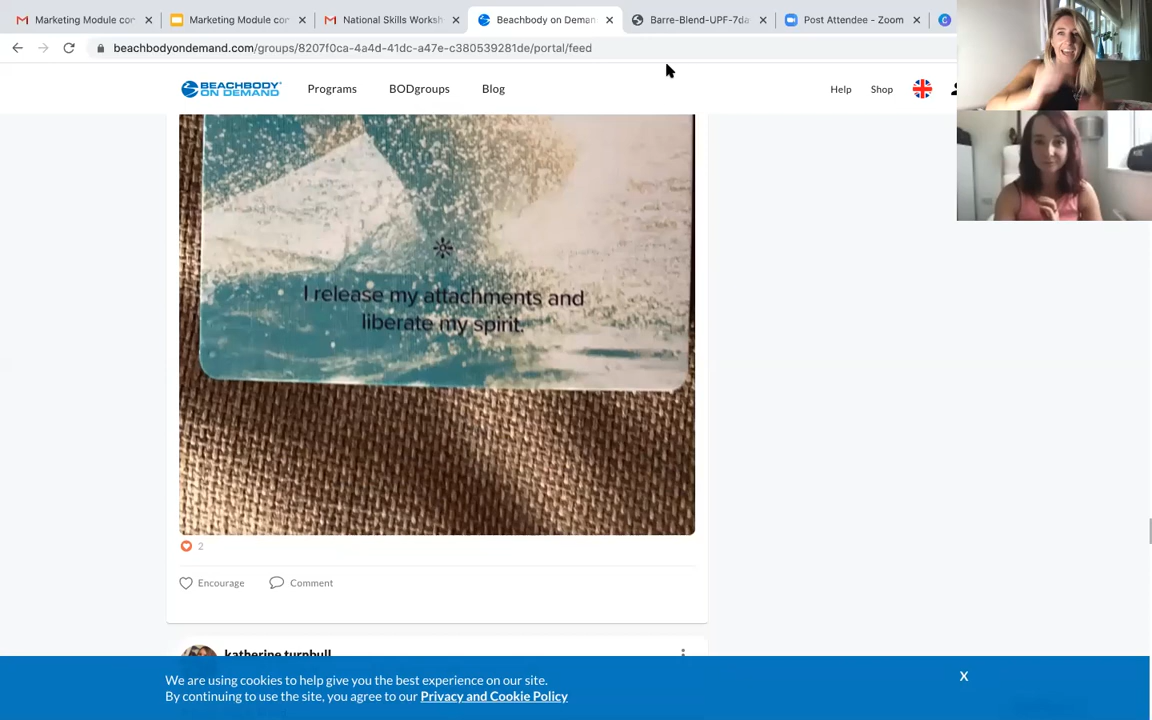 Marketing Module cor
Marketing Module con
National Skills Worksh
Beachbody on Deman
Barre-Blend-UPF-7da
Post Attendee - Zoom
beachbodyondemand.com/groups/8207f0ca-4a4d-41dc-a47e-c380539281de/portal/feed
BEACHBODY
ON DEMAND
Programs
BODgroups
Blog
Help
Shop
I release my attachments and
liberate my spirit.
2
Encourage
Comment
katherine turnbull
We are using cookies to help give you the best experience on our site.
By continuing to use the site, you agree to our Privacy and Cookie Policy
X